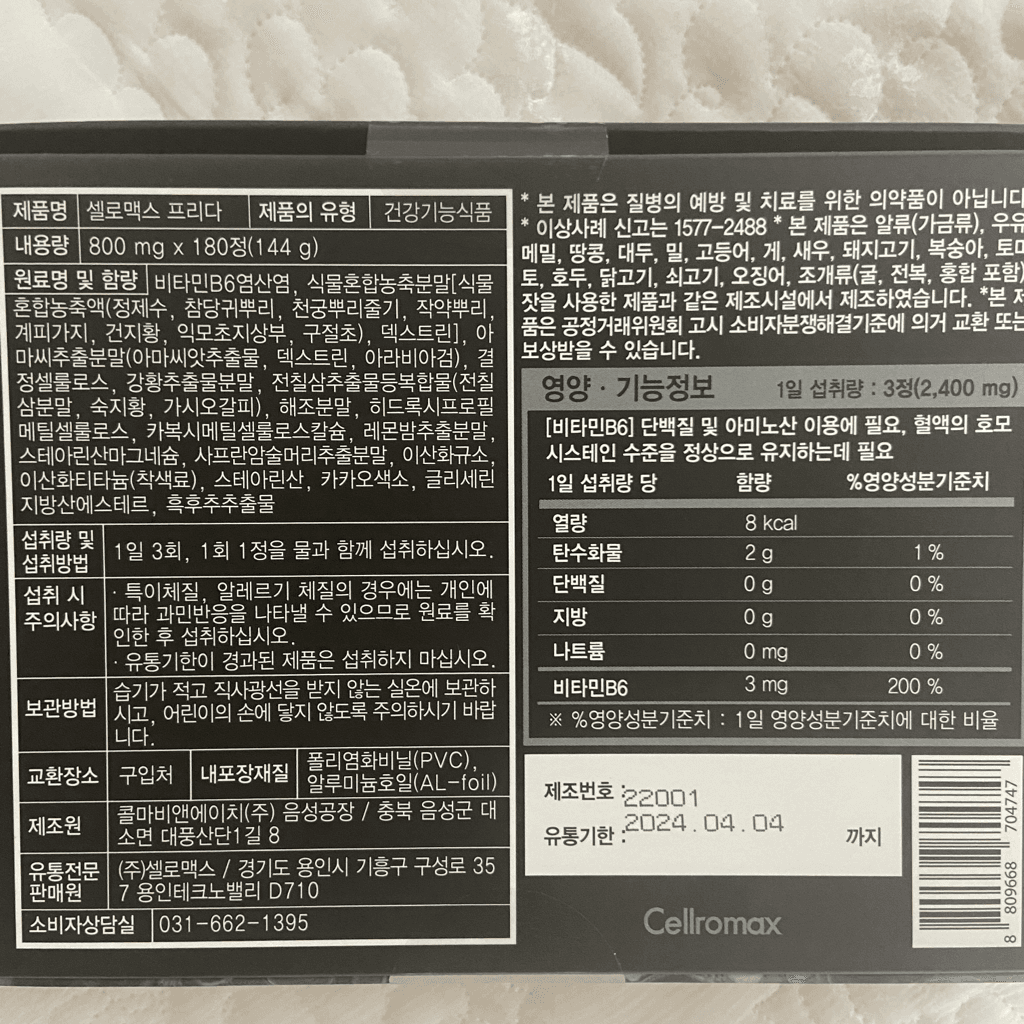 제품명 셀로맥스 프리다 제품의 유형 건강기능식품
내용량 800 mg x 180정(144 g)
원료명 및 함량 비타민B6염산염, 식물혼합농축분말[식물
혼합농축액(정제수, 참당귀뿌리, 천궁뿌리줄기, 작약뿌리,
계피가지, 건지황, 익모초지상부, 구절초), 덱스트린], 아
마씨추출분말(아마씨앗추출물, 덱스트린, 아라비아검), 결
정셀룰로스, 강황추출물분말, 전칠삼추출물등복합물(전칠
삼분말, 숙지황, 가시오갈피), 해조분말, 히드록시프로필
메틸셀룰로스, 카복시메틸셀룰로스칼슘, 레몬밤추출분말,
스테아린산마그네슘, 사프란암술머리추출분말, 이산화규소,
이산화티타늄(착색료), 스테아린산, 카카오색소, 글리세린
지방산에스테르, 흑후추추출물
섭취량 및
섭취방법
1일 3회, 1회 1정을 물과 함께 섭취하십시오.
섭취 시
주의사항
· 특이체질, 알레르기 체질의 경우에는 개인에
따라 과민반응을 나타낼 수 있으므로 원료를 확
인한 후 섭취하십시오.
· 유통기한이 경과된 제품은 섭취하지 마십시오.
보관방법
습기가 적고 직사광선을 받지 않는 실온에 보관하
시고, 어린이의 손에 닿지 않도록 주의하시기 바랍
니다.
교환장소 구입처 내포장재질
폴리염화비닐(PVC),
알루미늄호일(AL-foil)
제조원
콜마비앤에이치(주) 음성공장 / 충북 음성군 대
소면 대풍산단1길 8
유통전문
판매원
(주)셀로맥스 / 경기도 용인시 기흥구 구성로 35
7 용인테크노밸리 D710
소비자상담실 031-662-1395
* 본 제품은 질병의 예방 및 치료를 위한 의약품이 아닙니다
* 이상사례 신고는 1577-2488 * 본 제품은 알류(가금류), 우유
메밀, 땅콩, 대두, 밀, 고등어, 게, 새우, 돼지고기, 복숭아, 토마
토, 호두, 닭고기, 쇠고기, 오징어, 조개류(굴, 전복, 홍합 포함)
잣을 사용한 제품과 같은 제조시설에서 제조하였습니다. *본 제
품은 공정거래위원회 고시 소비자분쟁해결기준에 의거 교환 또는
보상받을 수 있습니다.
영양 · 기능정보 1일 섭취량 : 3정(2,400 mg)
[비타민B6] 단백질 및 아미노산 이용에 필요, 혈액의 호모
시스테인 수준을 정상으로 유지하는데 필요
1일 섭취량 당 함량 %영양성분기준치
열량 8 kcal
탄수화물 2 g 1 %
단백질 0 g 0 %
지방 0 g 0 %
나트륨 0 mg 0 %
비타민B6 3 mg 200 %
※ %영양성분기준치 : 1일 영양성분기준치에 대한 비율
제조번호 : 22001
유통기한 : 2024.04.04 까지
8 809668 704747
Cellromax